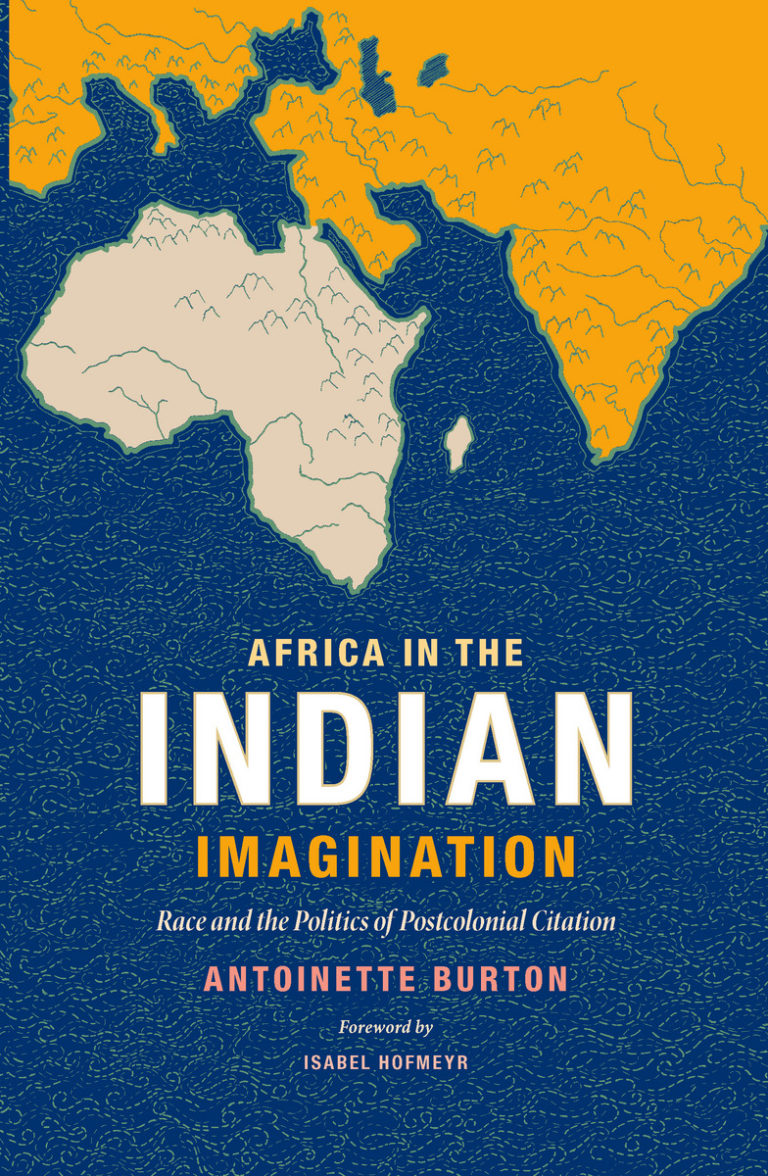 AFRICA IN THE
INDIAN
IMAGINATION
Race and the Politics of Postcolonial Citation
ANTOINETTE BURTON
Foreword by
ISABEL HOFMEYR